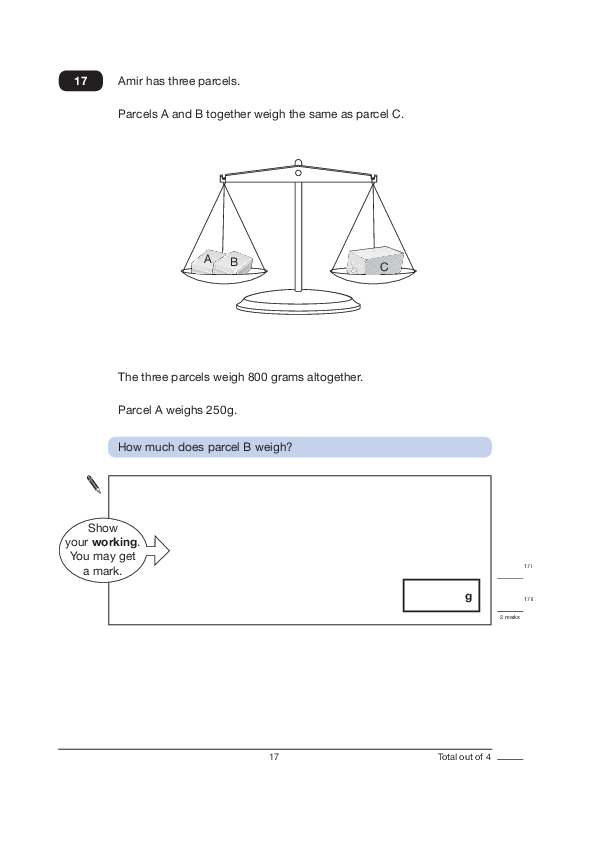 17
Amir has three parcels.
Parcels A and B together weigh the same as parcel C.
A
B
C
The three parcels weigh 800 grams altogether.
Parcel A weighs 250g.
How much does parcel B weigh?
Show
your working.
You may get
a mark.
g
17i
17ii
2 marks
17
Total out of 4